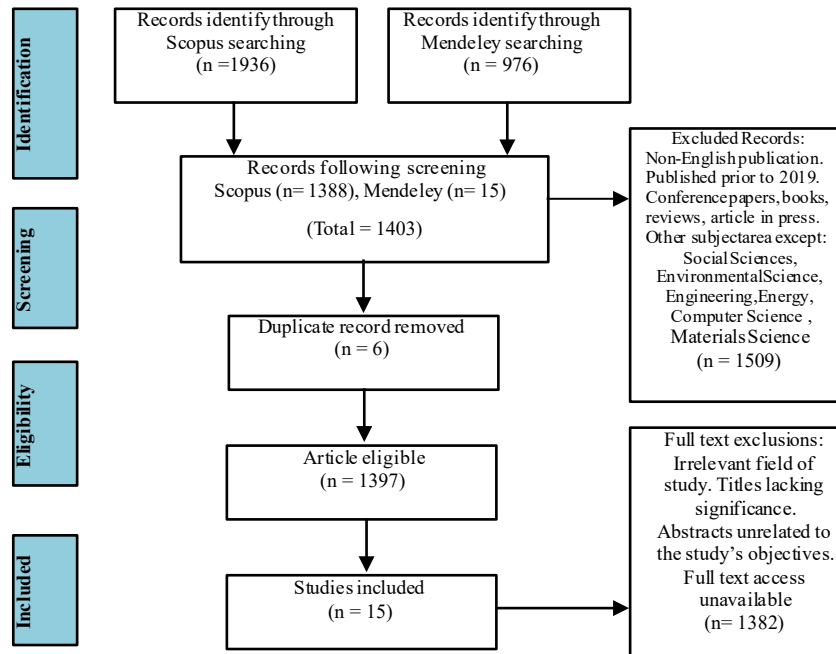 Identification
Records identify through
Scopus searching
(n =1936)
Records identify through
Mendeley searching
(n = 976)
Records following screening
Scopus (n= 1388), Mendeley (n= 15)
(Total = 1403)
Excluded Records:
Non-English publication.
Published prior to 2019.
Conference papers, books,
reviews, article in press.
Other subject area except:
Social Sciences,
Environmental Science,
Engineering, Energy,
Computer Science ,
Materials Science
(n = 1509)
Screening
Duplicate record removed
(n = 6)
Eligibility
Article eligible
(n = 1397)
Full text exclusions:
Irrelevant field of
study. Titles lacking
significance.
Abstracts unrelated to
the study’s objectives.
Full text access
unavailable
(n= 1382)
Included
Studies included
(n = 15)